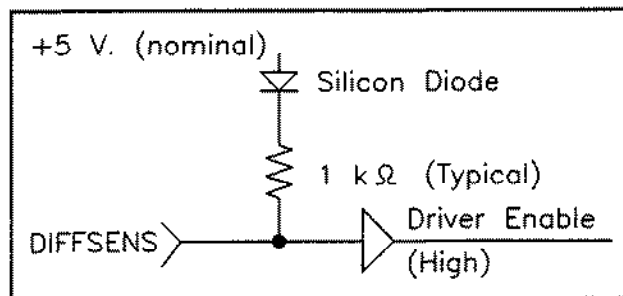 +5 V. (nominal)
Silicon Diode
1 kΩ (Typical)
DIFFSENS
Driver Enable
(High)